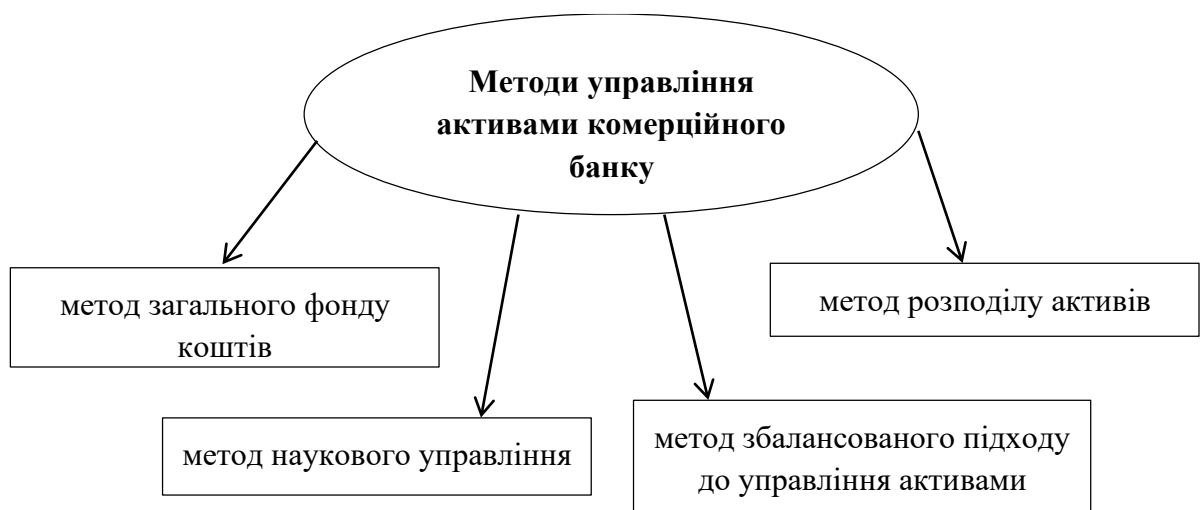 Методи управління
активами комерційного
банку
метод загального фонду
коштів
метод розподілу активів
метод наукового управління
метод збалансованого підходу
до управління активами